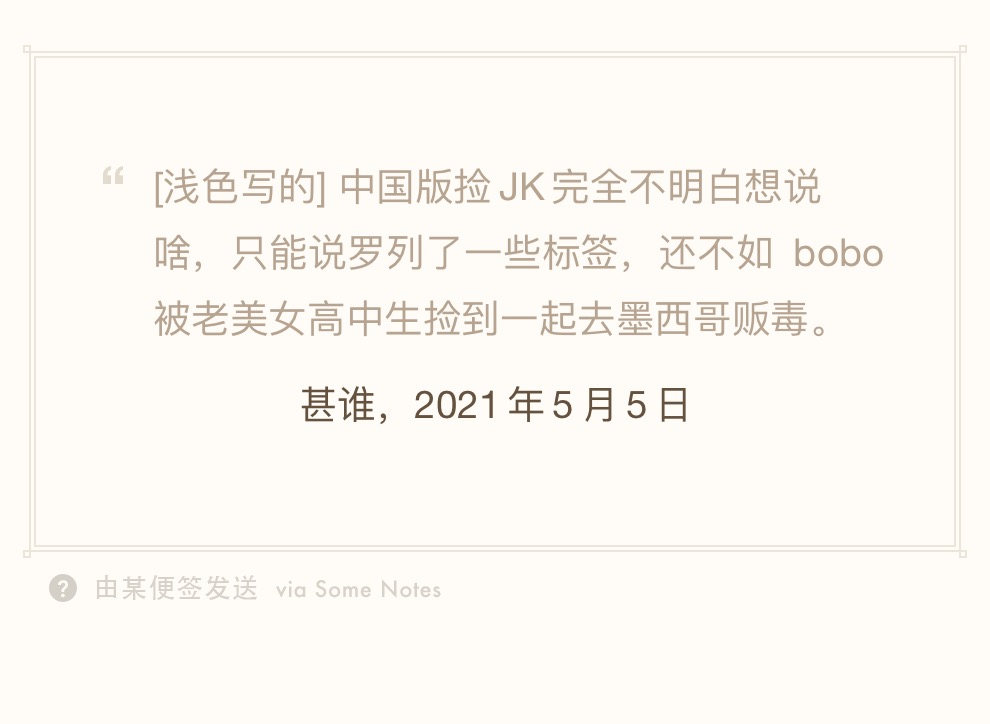 “ [浅色写的] 中国版捡 JK 完全不明白想说
啥，只能说罗列了一些标签，还不如 bobo
被老美女高中生捡到一起去墨西哥贩毒。
甚谁，2021 年 5 月 5 日
? 由某便签发送 via Some Notes